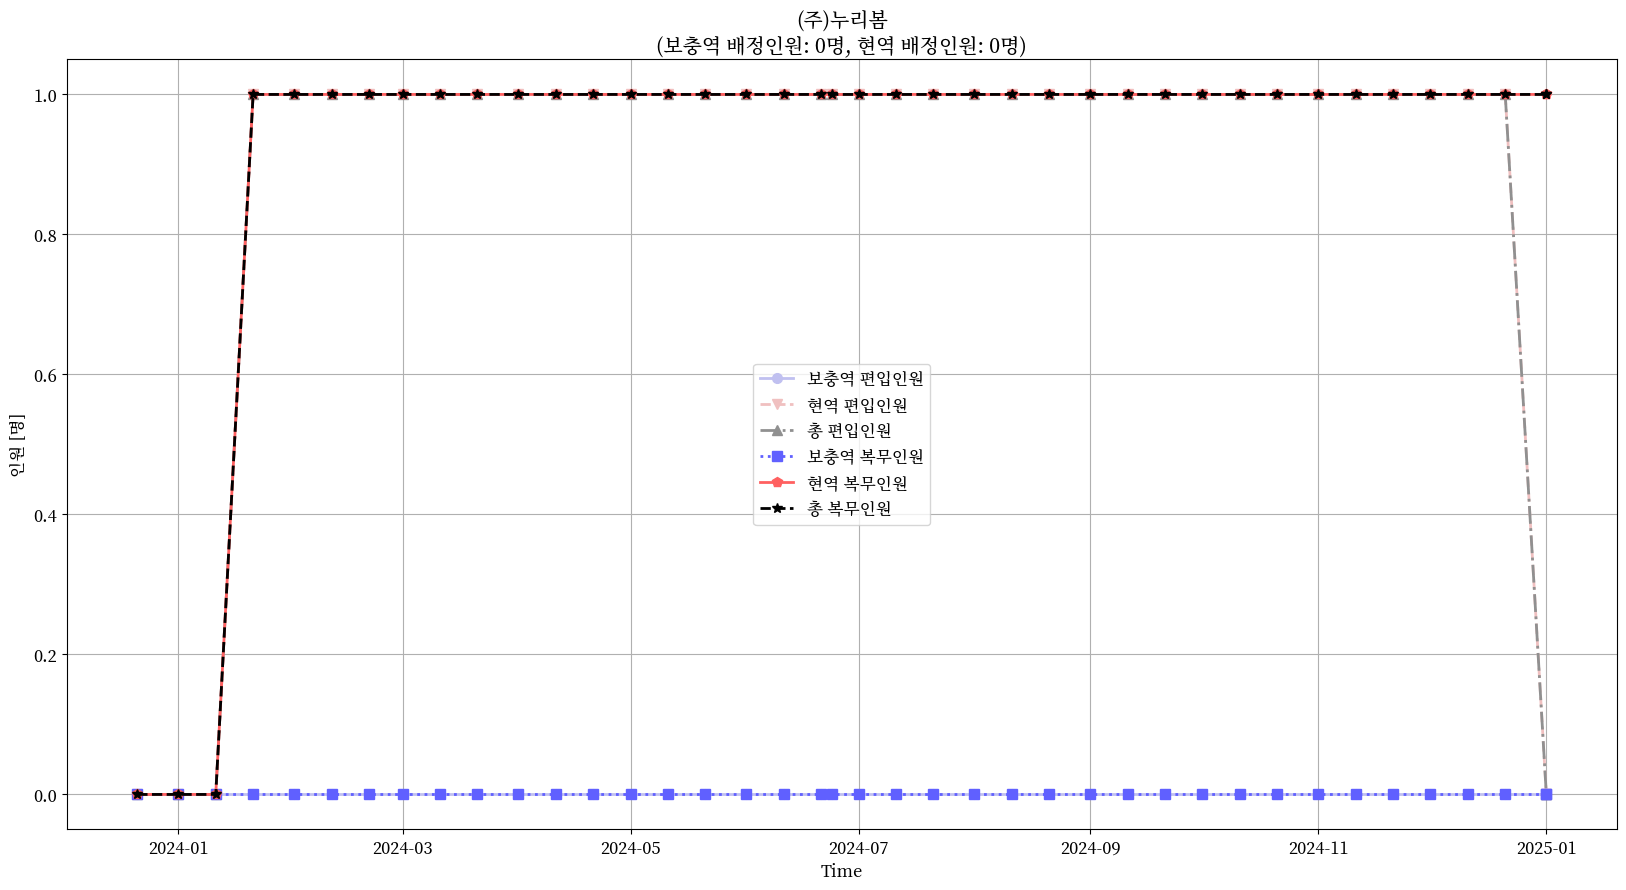 (주)누리봄
(보충역 배정인원: 0명, 현역 배정인원: 0명)
인원 [명]
1.0
0.8
0.6
0.4
0.2
0.0
보충역 편입인원
현역 편입인원
총 편입인원
보충역 복무인원
현역 복무인원
총 복무인원
2024-01
2024-03
2024-05
2024-07
2024-09
2024-11
2025-01
Time